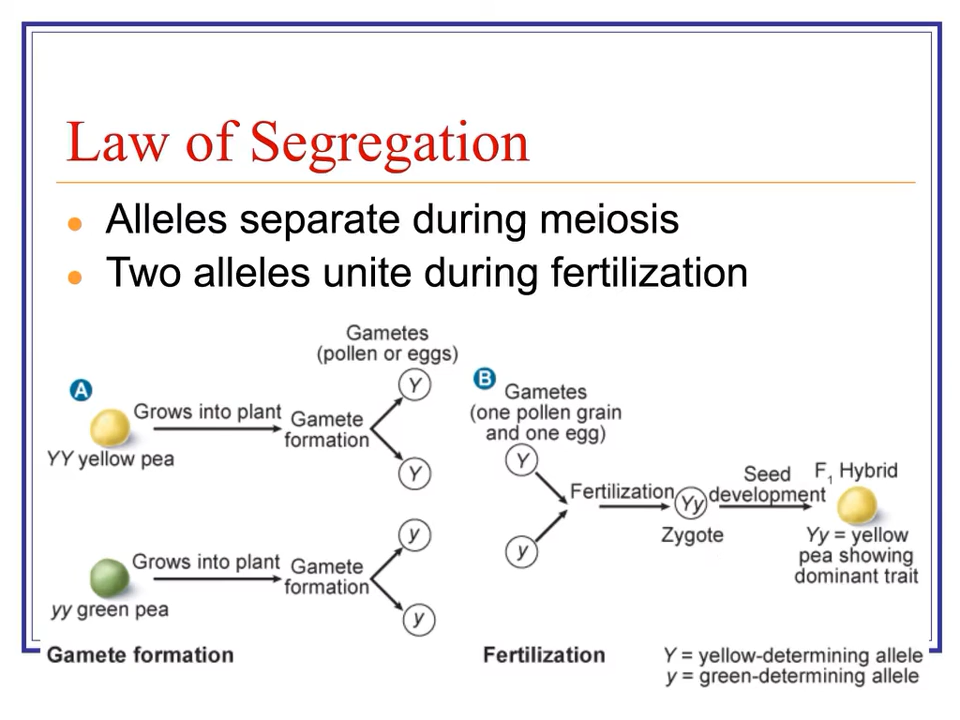 Law of Segregation
Alleles separate during meiosis
Two alleles unite during fertilization
Gametes
(pollen or eggs)
A
Grows into plant
Gamete
formation
YY yellow pea
Y
Y
Grows into plant
Gamete
formation
yy green pea
y
y
Gamete formation
B
Gametes
(one pollen grain
and one egg)
Y
y
Fertilization
Yy
Zygote
Seed
development
F1 Hybrid
Yy = yellow
pea showing
dominant trait
Fertilization
Y = yellow-determining allele
y = green-determining allele